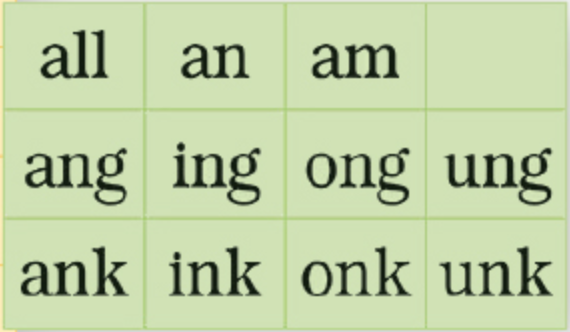 all an am
ang ing ong ung
ank ink onk unk